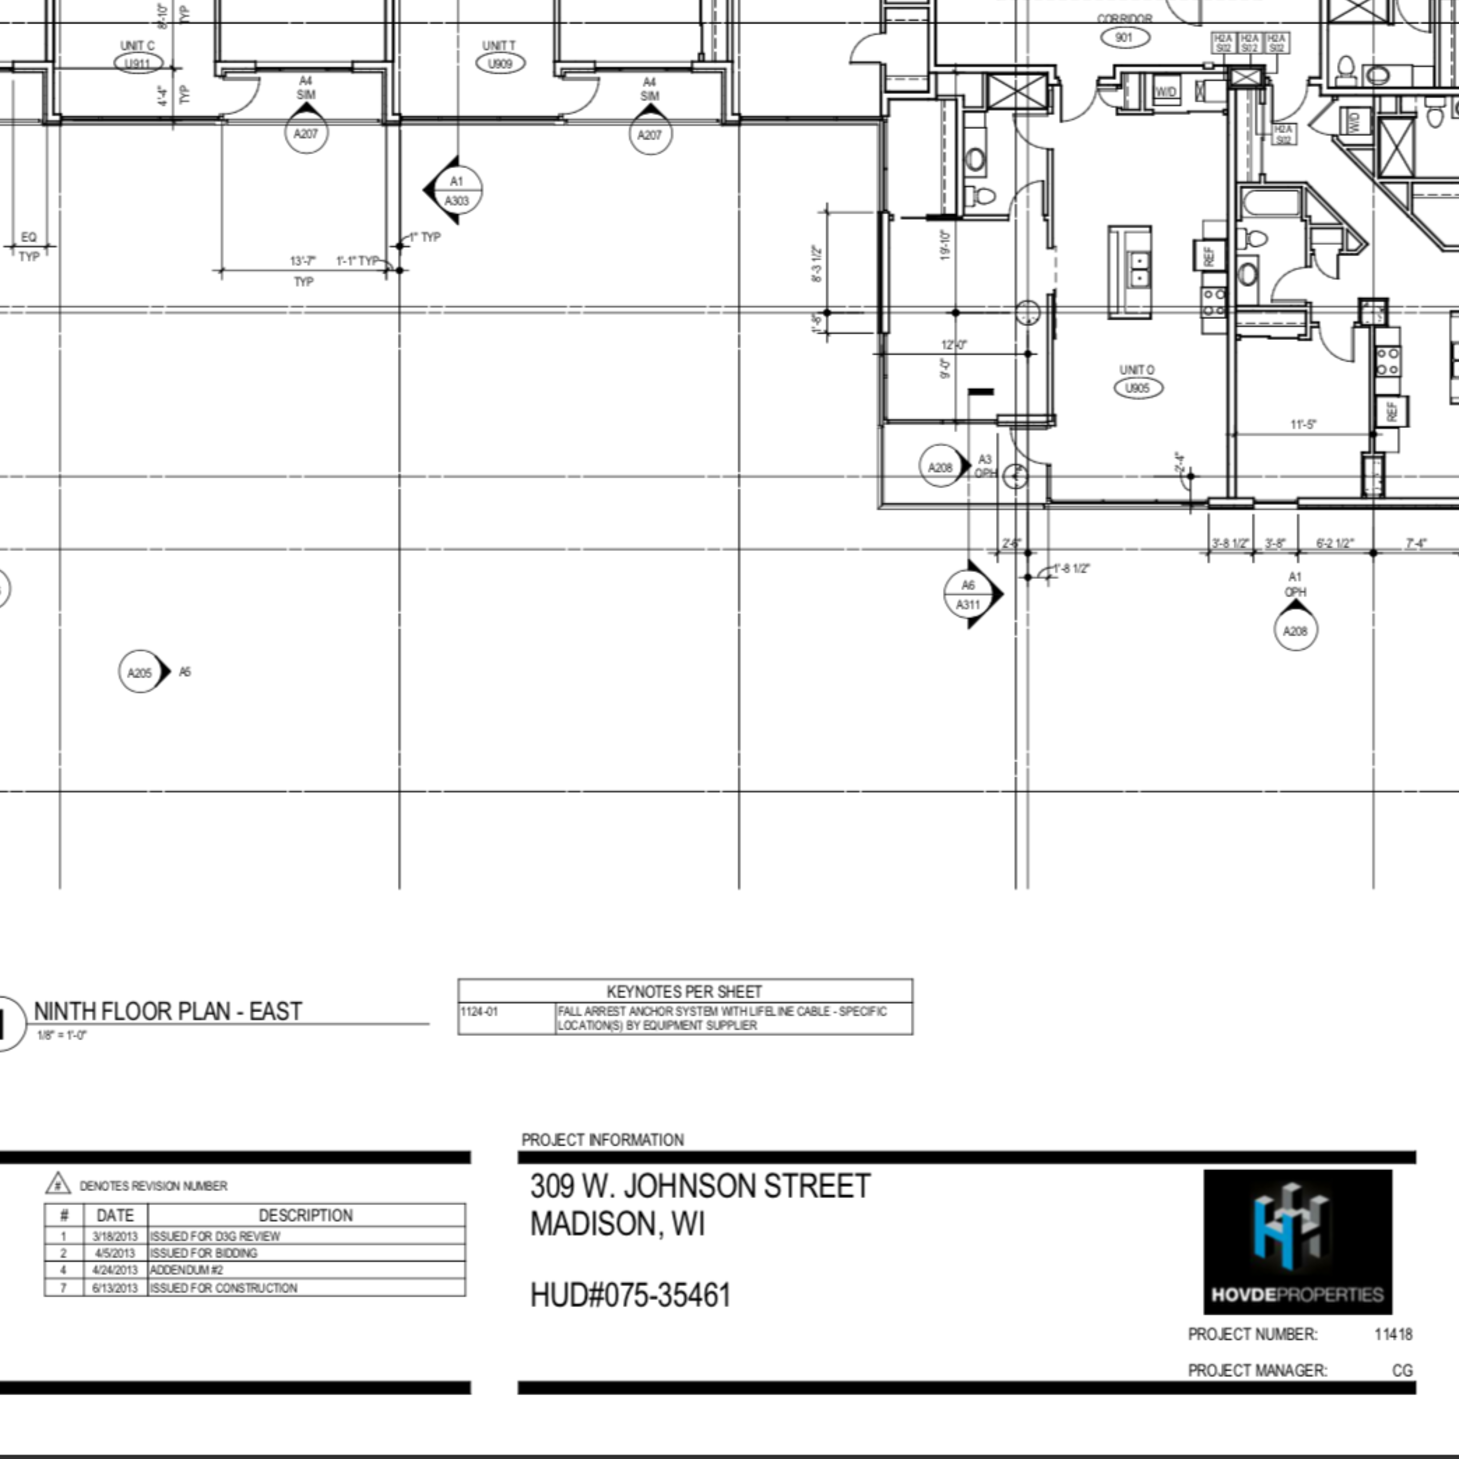 8'-10"
TYP
UNIT C
U911
4'-4"
TYP
A4
SIM
A207
UNIT T
U909
A4
SIM
A207
CORRIDOR
901
H2A
S02
H2A
S02
H2A
S02
W/D
H2A
S02
W/D
A1
A303
EQ
TYP
1" TYP
13'-7"
TYP
1'-1" TYP
8'-3 1/2"
1'-8"
19'-10"
12'-0"
9'-0"
REF
UNIT O
U905
REF
11'-5"
A208
A3
OPH
2'-4"
2'-6"
1'-8 1/2"
3'-8 1/2"
3'-8"
6'-2 1/2"
7'-4"
A6
A311
A1
OPH
A208
A205
A5
NINTH FLOOR PLAN - EAST
1/8" = 1'-0"
KEYNOTES PER SHEET
1124-01 FALL ARREST ANCHOR SYSTEM WITH LIFELINE CABLE - SPECIFIC
LOCATION(S) BY EQUIPMENT SUPPLIER
PROJECT INFORMATION
# DENOTES REVISION NUMBER
# DATE DESCRIPTION
1 3/18/2013 ISSUED FOR D3G REVIEW
2 4/5/2013 ISSUED FOR BIDDING
4 4/24/2013 ADDENDUM #2
7 6/13/2013 ISSUED FOR CONSTRUCTION
309 W. JOHNSON STREET
MADISON, WI
HUD#075-35461
HOVDEPROPERTIES
PROJECT NUMBER: 11418
PROJECT MANAGER: CG